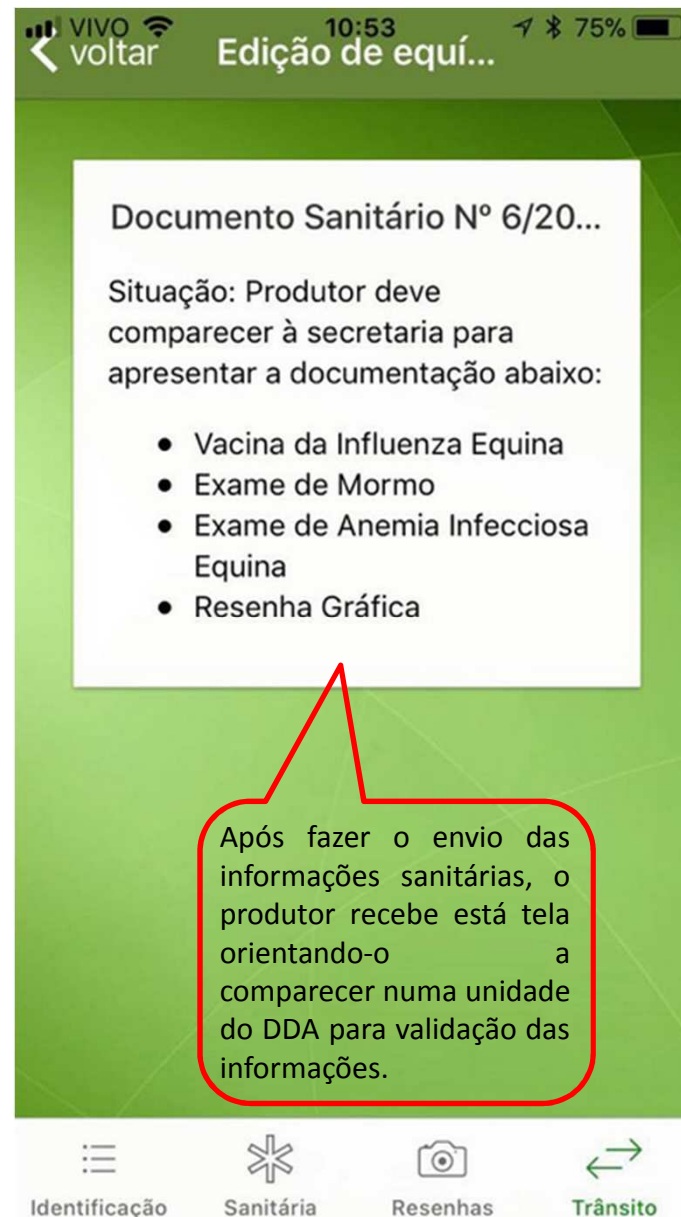 VIVO 10:53 75%
voltar Edição de equí...
Documento Sanitário Nº 6/20...
Situação: Produtor deve
comparecer à secretaria para
apresentar a documentação abaixo:
• Vacina da Influenza Equina
• Exame de Mormo
• Exame de Anemia Infecciosa
Equina
• Resenha Gráfica
Após fazer o envio das
informações sanitárias, o
produtor recebe está tela
orientando-o a
comparecer numa unidade
do DDA para validação das
informações.
Identificação Sanitária Resenhas Trânsito